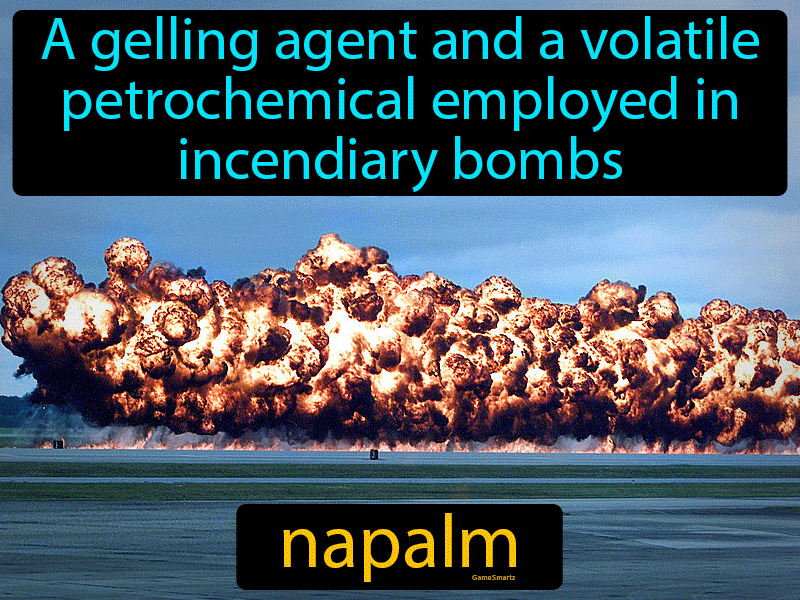 A gelling agent and a volatile
petrochemical employed in
incendiary bombs
napalm
GameSmartz